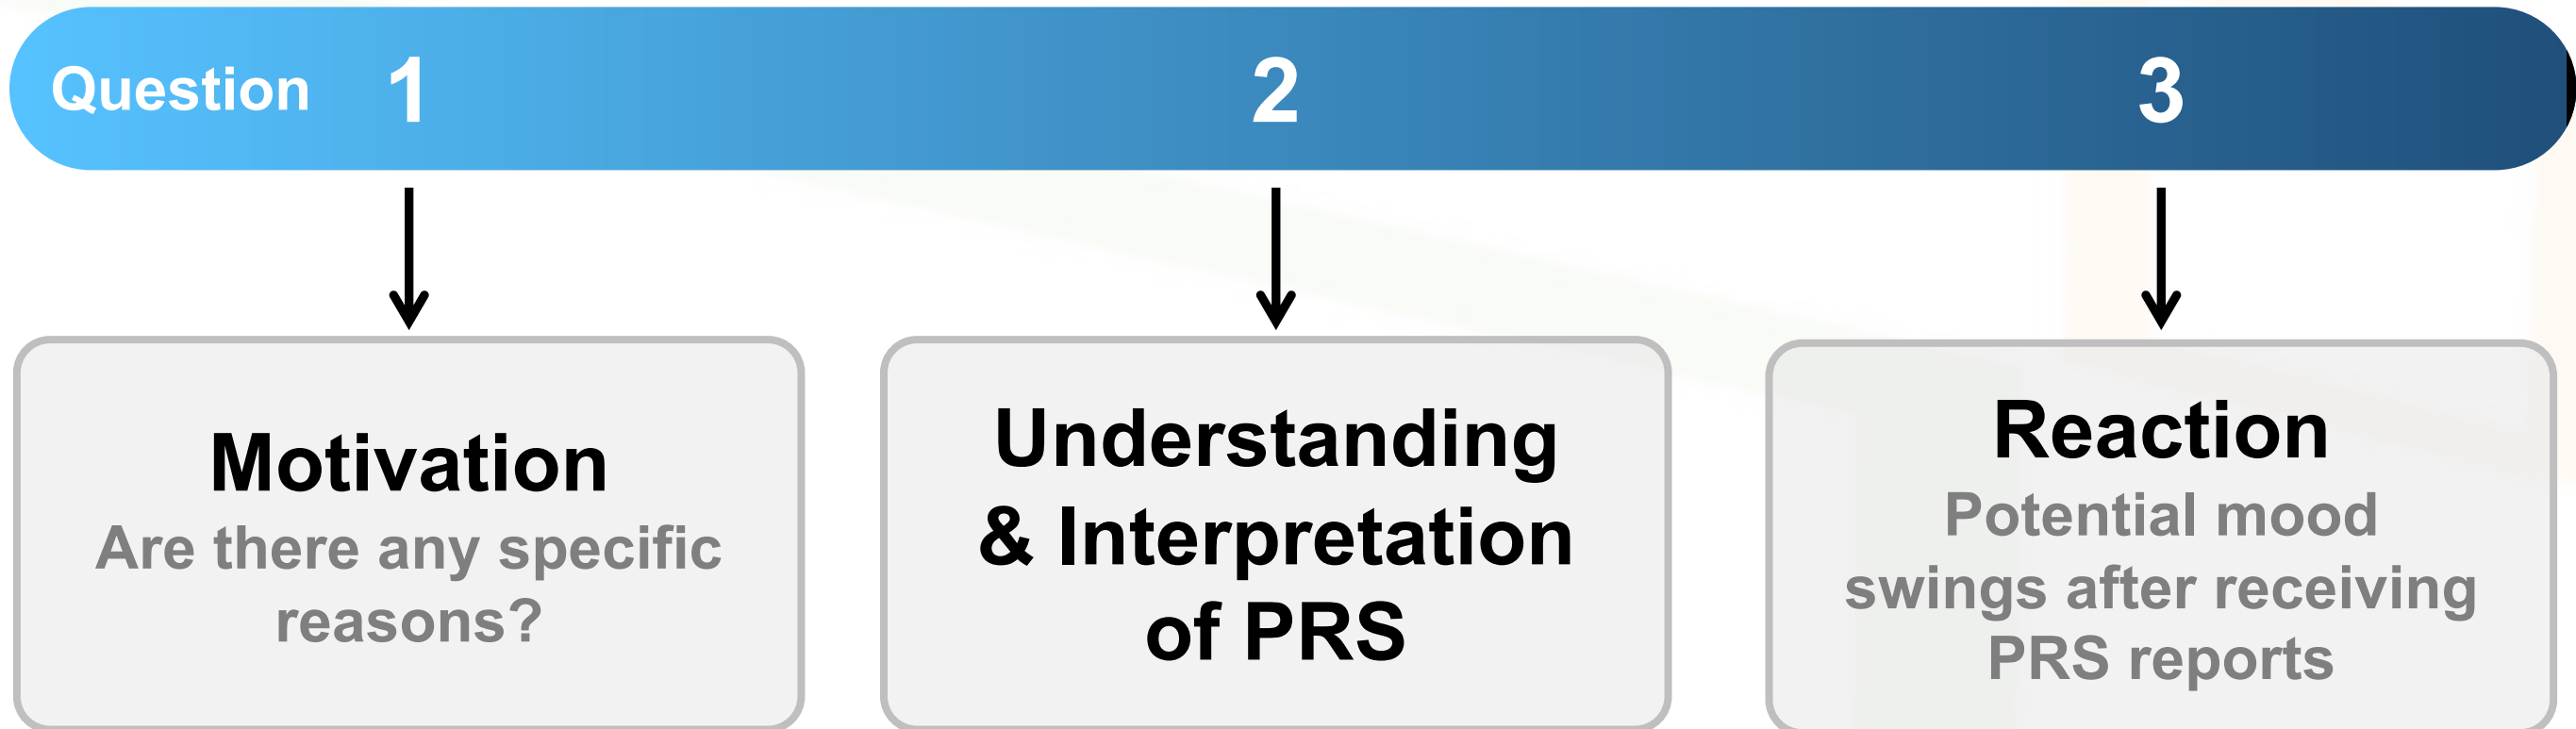 Question 1 2 3
Motivation
Are there any specific
reasons?
Understanding
& Interpretation
of PRS
Reaction
Potential mood
swings after receiving
PRS reports